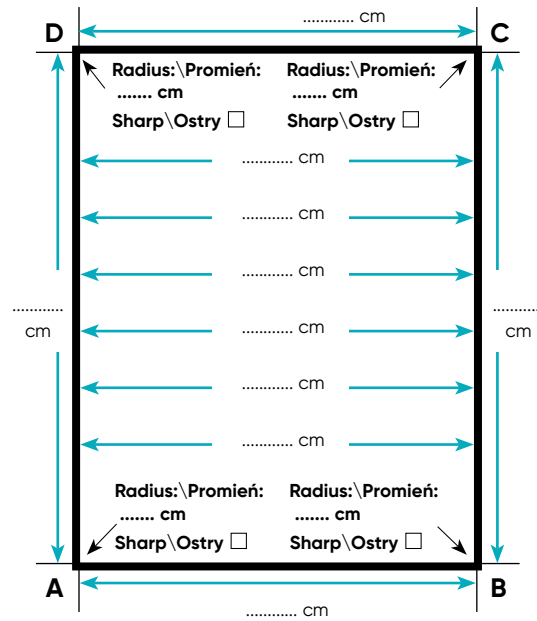 ............ cm
D C
Radius:\Promień: Radius:\Promień:
....... cm ....... cm
Sharp\Ostry □ Sharp\Ostry □
............ cm
............ cm
............ cm
............ ............
cm cm
............ cm
............ cm
............ cm
Radius:\Promień: Radius:\Promień:
....... cm ....... cm
Sharp\Ostry □ Sharp\Ostry □
A B
............ cm